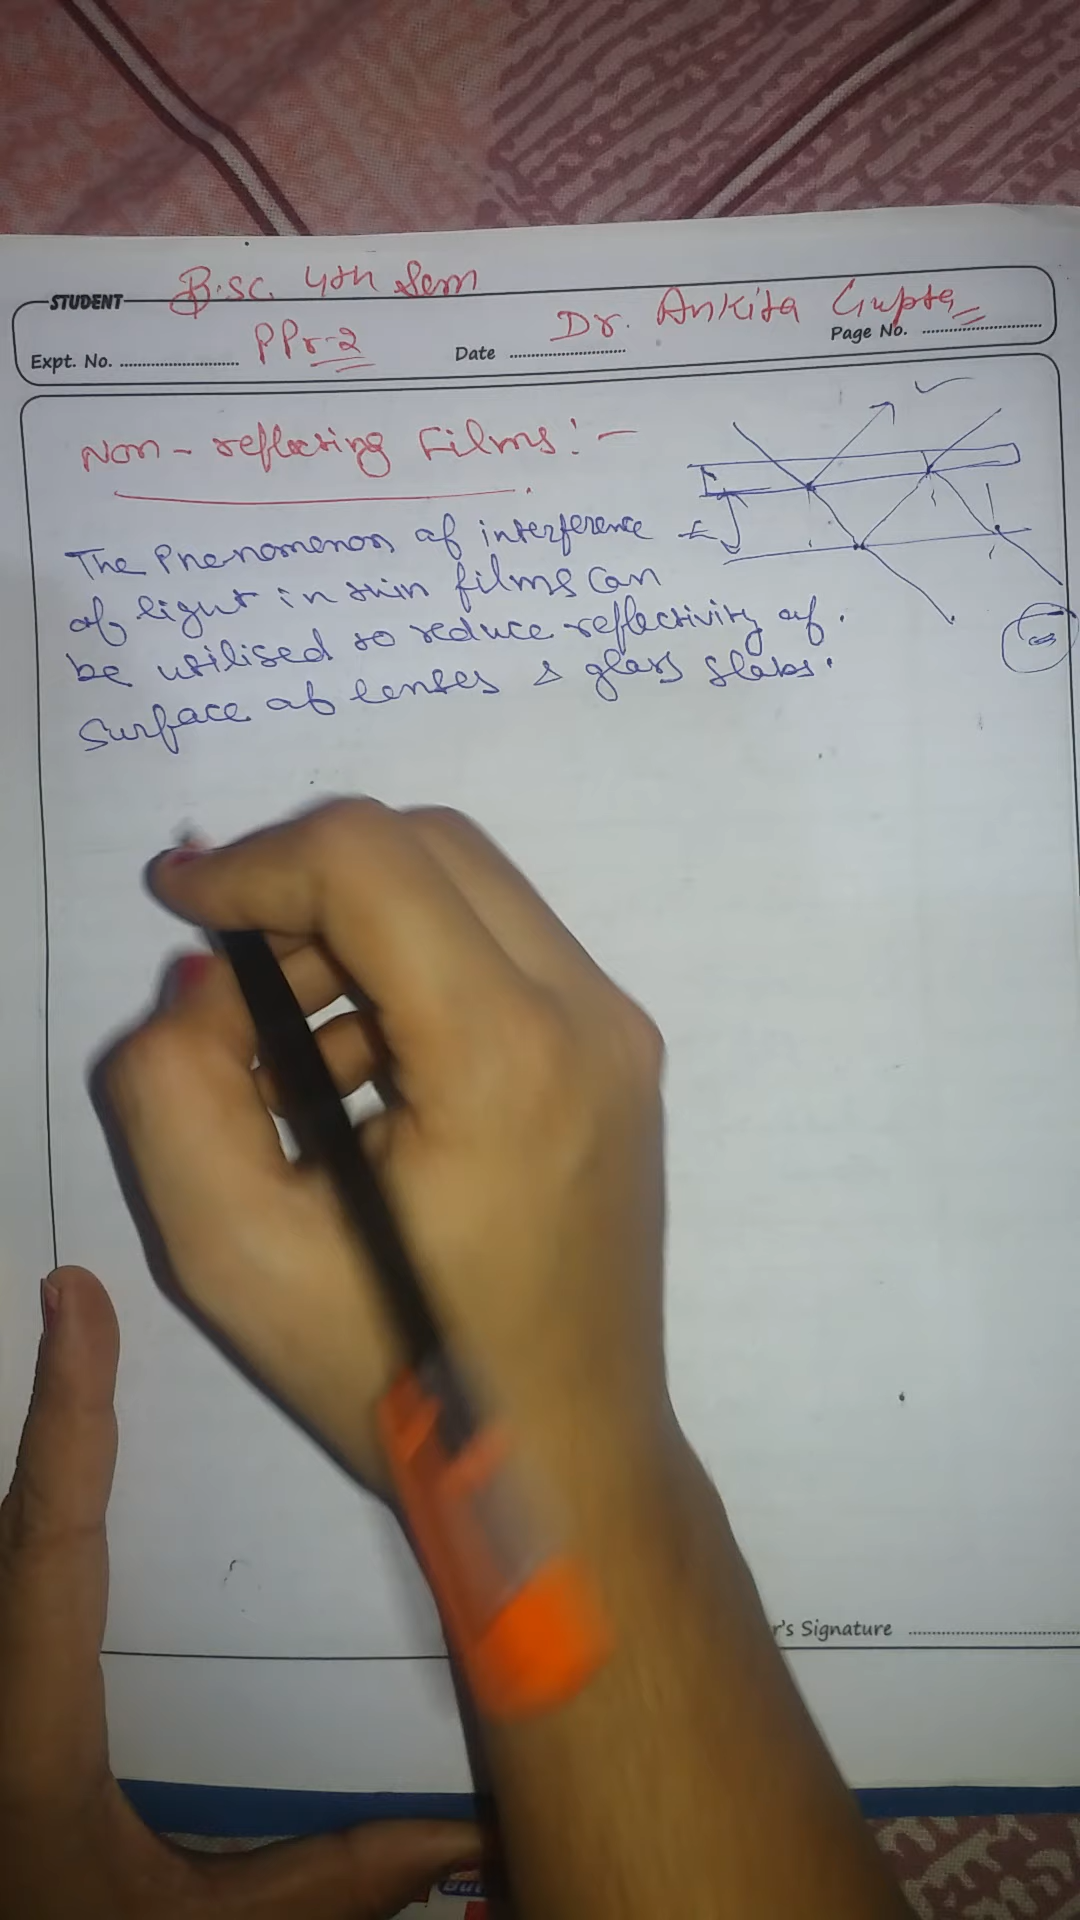 B.sc. 4th Sem
STUDENT
Expt. No. PPr-2 Date Dr. Ankita Gupta Page No.
Non-reflecting Films:-
The Phenomenon of interference t
of light in thin films can
be utilised to reduce reflectivity of.
Surface of lenses & glass slabs.
r's Signature